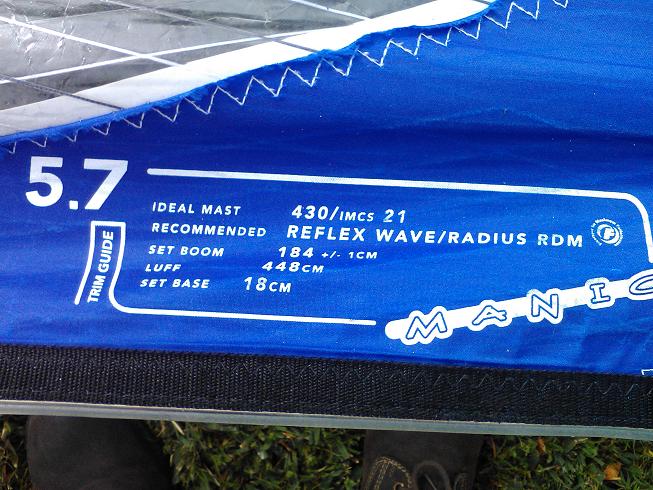 5.7
TRIM GUIDE
IDEAL MAST 430/IMCS 21
RECOMMENDED REFLEX WAVE/RADIUS RDM
SET BOOM 184 +/- 1CM
LUFF 448CM
SET BASE 18CM
MANIC